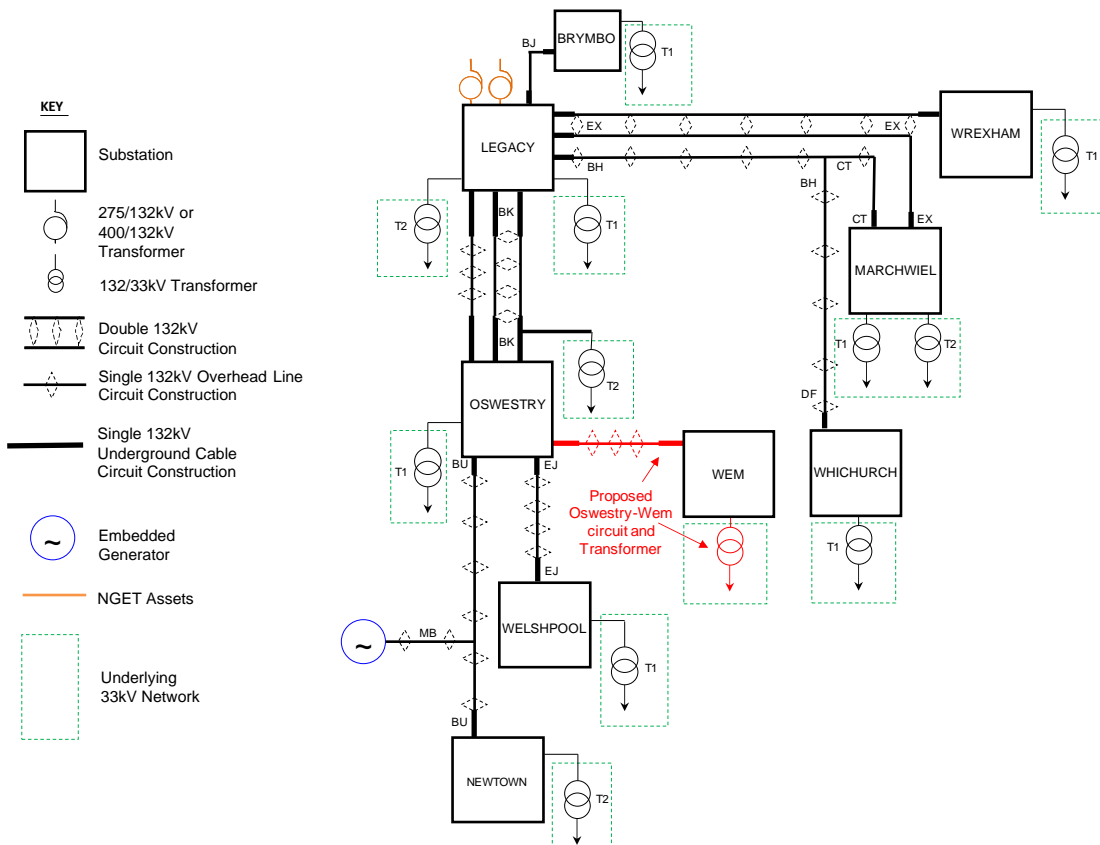 KEY
Substation
275/132kV or
400/132kV
Transformer
132/33kV Transformer
Double 132kV
Circuit Construction
Single 132kV Overhead Line
Circuit Construction
Single 132kV
Underground Cable
Circuit Construction
~
Embedded
Generator
NGET Assets
Underlying
33kV Network
BRYMBO
T1
BJ
LEGACY
EX
EX
BH
CT
WREXHAM
T1
T2
BK
T1
BH
CT
EX
MARCHWIEL
T1
T2
BK
T2
OSWESTRY
DF
T1
BU
EJ
WEM
WHICHURCH
Proposed
Oswestry-Wem
circuit and
Transformer
T1
EJ
WELSHPOOL
T1
~
MB
BU
NEWTOWN
T2